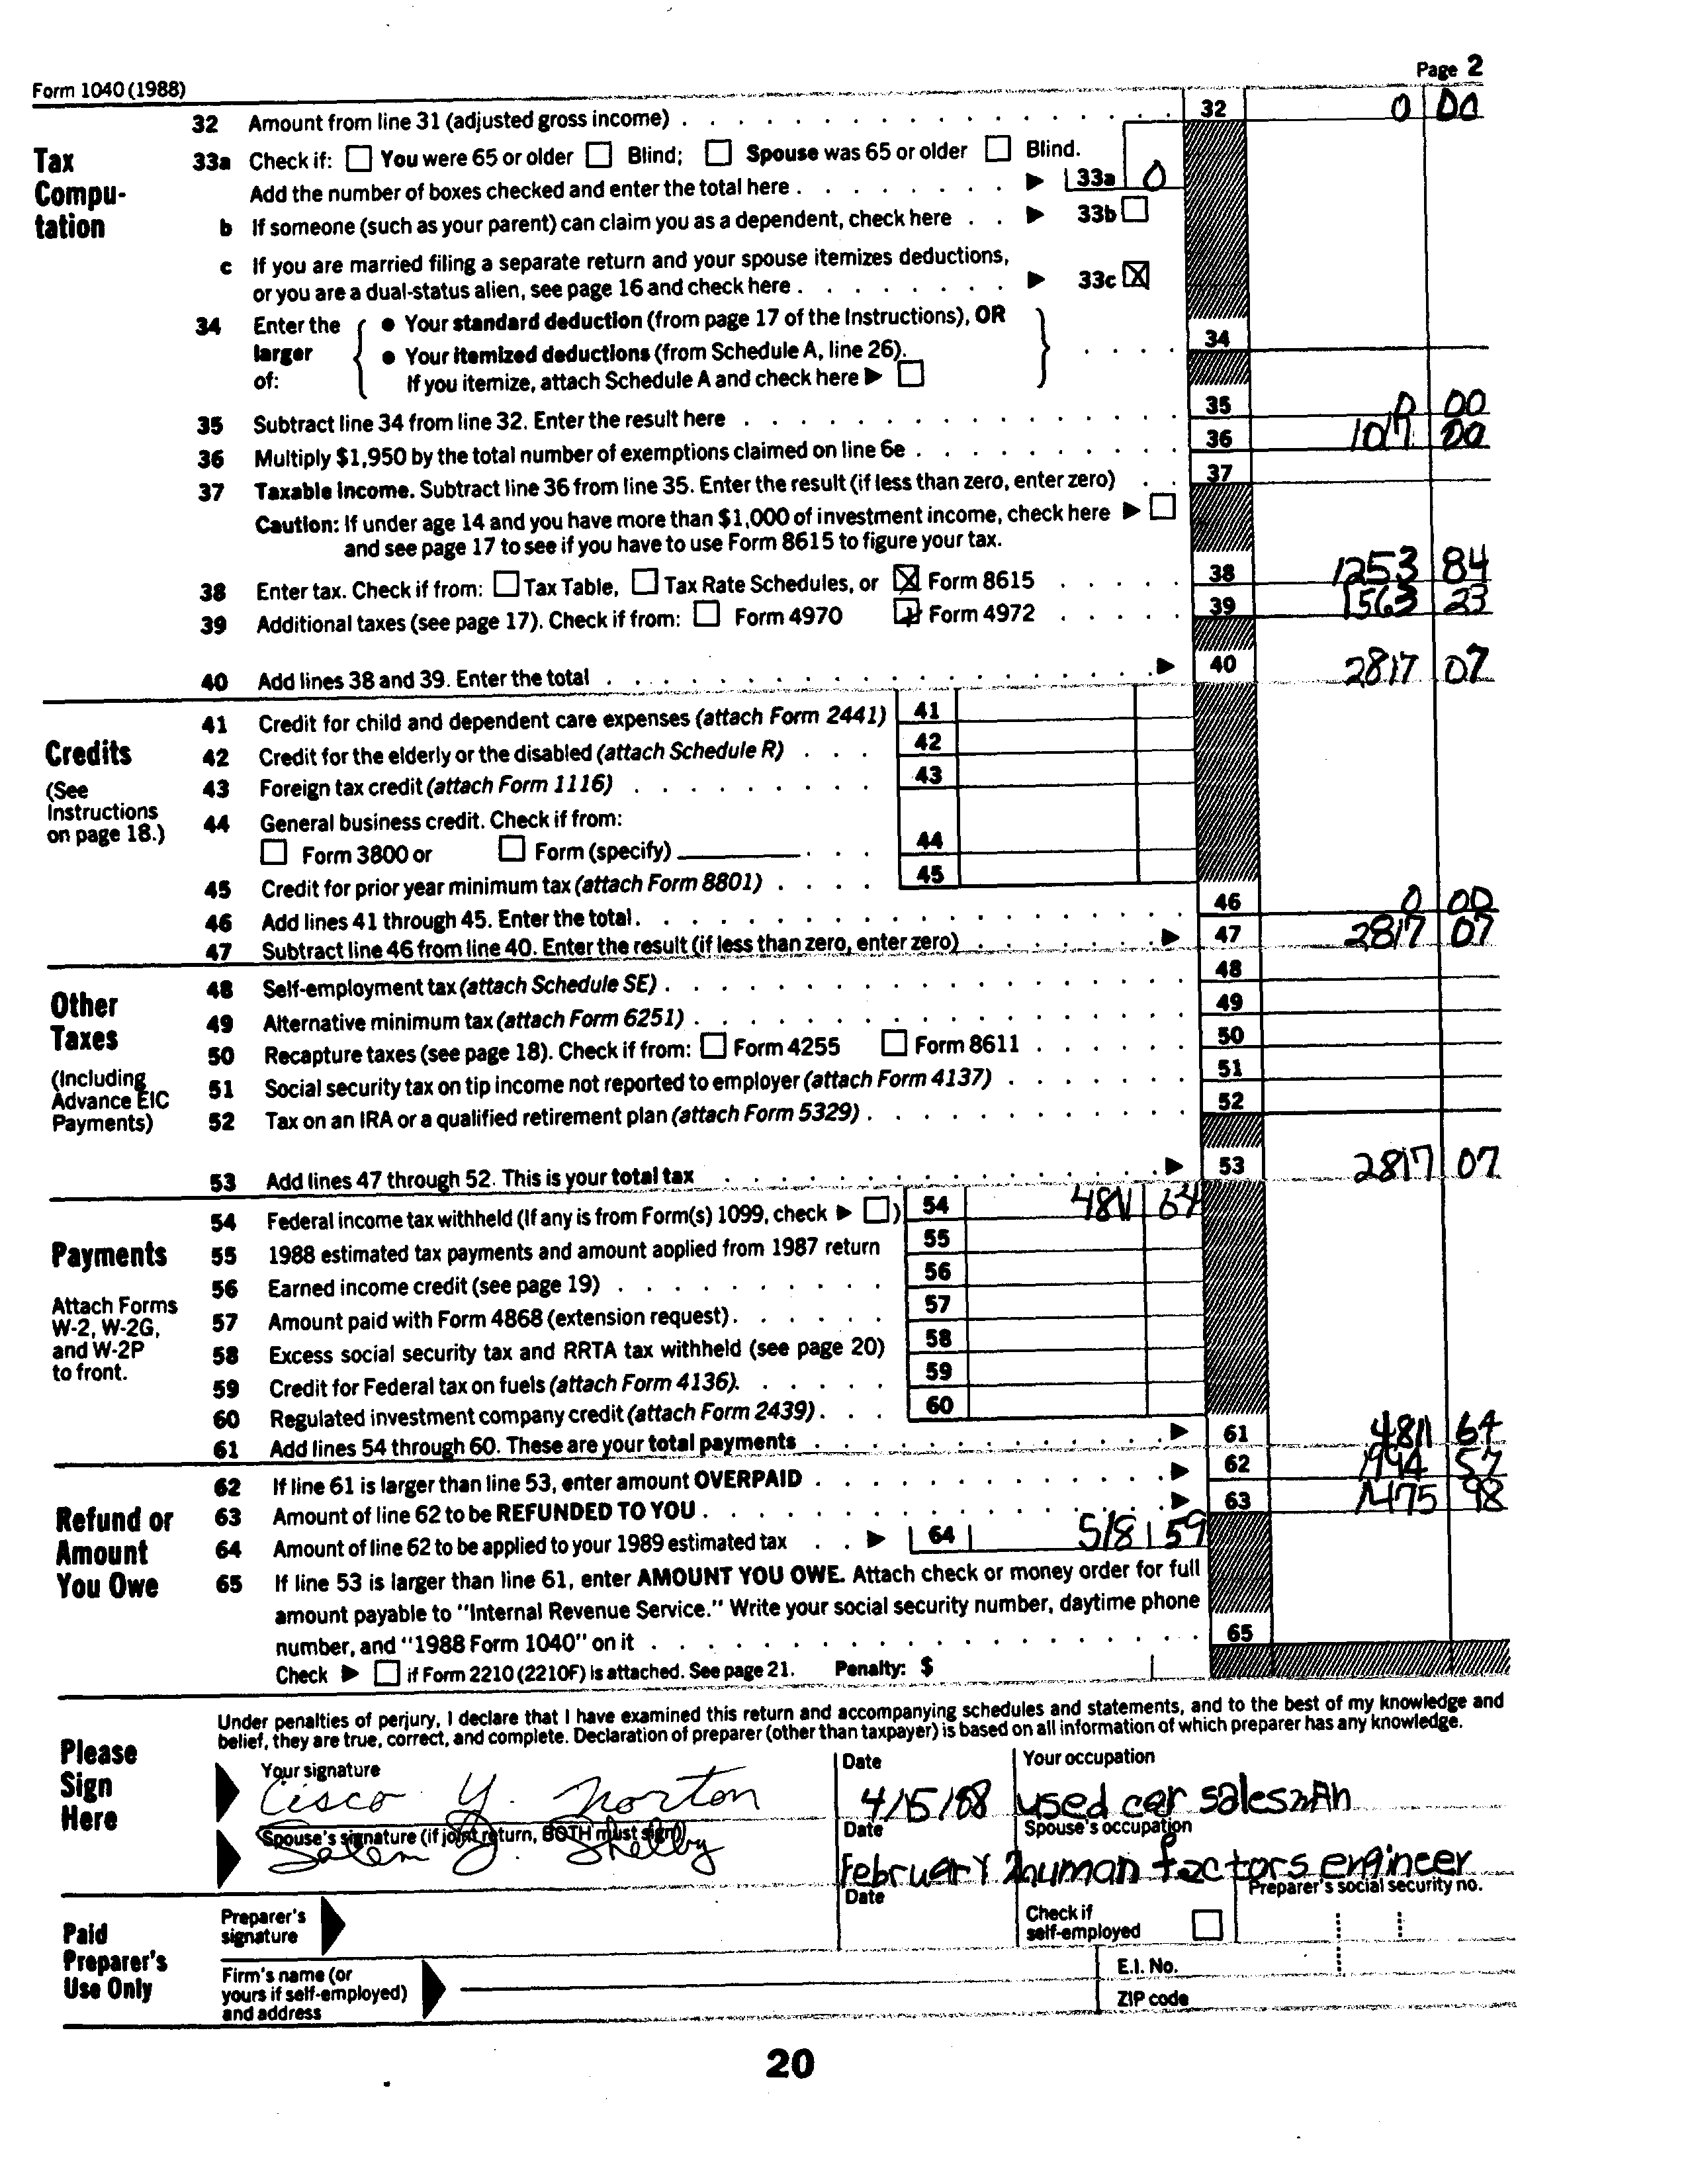 Form 1040 (1988) Page 2
32 Amount from line 31 (adjusted gross income) 32 0 00
Tax Compu-tation
33a Check if: ☐ You were 65 or older ☐ Blind; ☐ Spouse was 65 or older ☐ Blind.
Add the number of boxes checked and enter the total here ▶ 33a 0
b If someone (such as your parent) can claim you as a dependent, check here ▶ 33b ☐
c If you are married filing a separate return and your spouse itemizes deductions,
or you are a dual-status alien, see page 16 and check here ▶ 33c ☒
34 Enter the larger of:
● Your standard deduction (from page 17 of the Instructions), OR
● Your itemized deductions (from Schedule A, line 26).
If you itemize, attach Schedule A and check here ▶ ☐
34
35 Subtract line 34 from line 32. Enter the result here 35 0 00
36 Multiply $1,950 by the total number of exemptions claimed on line 6e 36 1017 00
37 Taxable income. Subtract line 36 from line 35. Enter the result (if less than zero, enter zero) 37
Caution: If under age 14 and you have more than $1,000 of investment income, check here ▶ ☐
and see page 17 to see if you have to use Form 8615 to figure your tax.
38 Enter tax. Check if from: ☐ Tax Table, ☐ Tax Rate Schedules, or ☒ Form 8615 38 1253 84
39 Additional taxes (see page 17). Check if from: ☐ Form 4970 ☒ Form 4972 39 1563 23
40 Add lines 38 and 39. Enter the total ▶ 40 2817 07
Credits
(See Instructions on page 18.)
41 Credit for child and dependent care expenses (attach Form 2441) 41
42 Credit for the elderly or the disabled (attach Schedule R) 42
43 Foreign tax credit (attach Form 1116) 43
44 General business credit. Check if from:
☐ Form 3800 or ☐ Form (specify) 44
45 Credit for prior year minimum tax (attach Form 8801) 45
46 Add lines 41 through 45. Enter the total 46 0 00
47 Subtract line 46 from line 40. Enter the result (if less than zero, enter zero) ▶ 47 2817 07
Other Taxes
(Including Advance EIC Payments)
48 Self-employment tax (attach Schedule SE) 48
49 Alternative minimum tax (attach Form 6251) 49
50 Recapture taxes (see page 18). Check if from: ☐ Form 4255 ☐ Form 8611 50
51 Social security tax on tip income not reported to employer (attach Form 4137) 51
52 Tax on an IRA or a qualified retirement plan (attach Form 5329) 52
53 Add lines 47 through 52. This is your total tax ▶ 53 2817 07
Payments
Attach Forms W-2, W-2G, and W-2P to front.
54 Federal income tax withheld (If any is from Form(s) 1099, check ▶ ☐) 54 4811 64
55 1988 estimated tax payments and amount applied from 1987 return 55
56 Earned income credit (see page 19) 56
57 Amount paid with Form 4868 (extension request) 57
58 Excess social security tax and RRTA tax withheld (see page 20) 58
59 Credit for Federal tax on fuels (attach Form 4136) 59
60 Regulated investment company credit (attach Form 2439) 60
61 Add lines 54 through 60. These are your total payments ▶ 61 4811 64
Refund or Amount You Owe
62 If line 61 is larger than line 53, enter amount OVERPAID ▶ 62 1994 57
63 Amount of line 62 to be REFUNDED TO YOU ▶ 63 1475 98
64 Amount of line 62 to be applied to your 1989 estimated tax ▶ 64 518 59
65 If line 53 is larger than line 61, enter AMOUNT YOU OWE. Attach check or money order for full
amount payable to "Internal Revenue Service." Write your social security number, daytime phone
number, and "1988 Form 1040" on it 65
Check ▶ ☐ if Form 2210 (2210F) is attached. See page 21. Penalty: $
Please Sign Here
Under penalties of perjury, I declare that I have examined this return and accompanying schedules and statements, and to the best of my knowledge and
belief, they are true, correct, and complete. Declaration of preparer (other than taxpayer) is based on all information of which preparer has any knowledge.
Your signature Date Your occupation
Cisco Y. Norton 4/15/88 used car salesman
Spouse's signature (if joint return, BOTH must sign) Date Spouse's occupation
Salem J. Shelby February 2 human factors engineer
Paid Preparer's Use Only
Preparer's signature Date Check if self-employed ☐ Preparer's social security no.
Firm's name (or yours if self-employed) and address E.I. No.
ZIP code
20